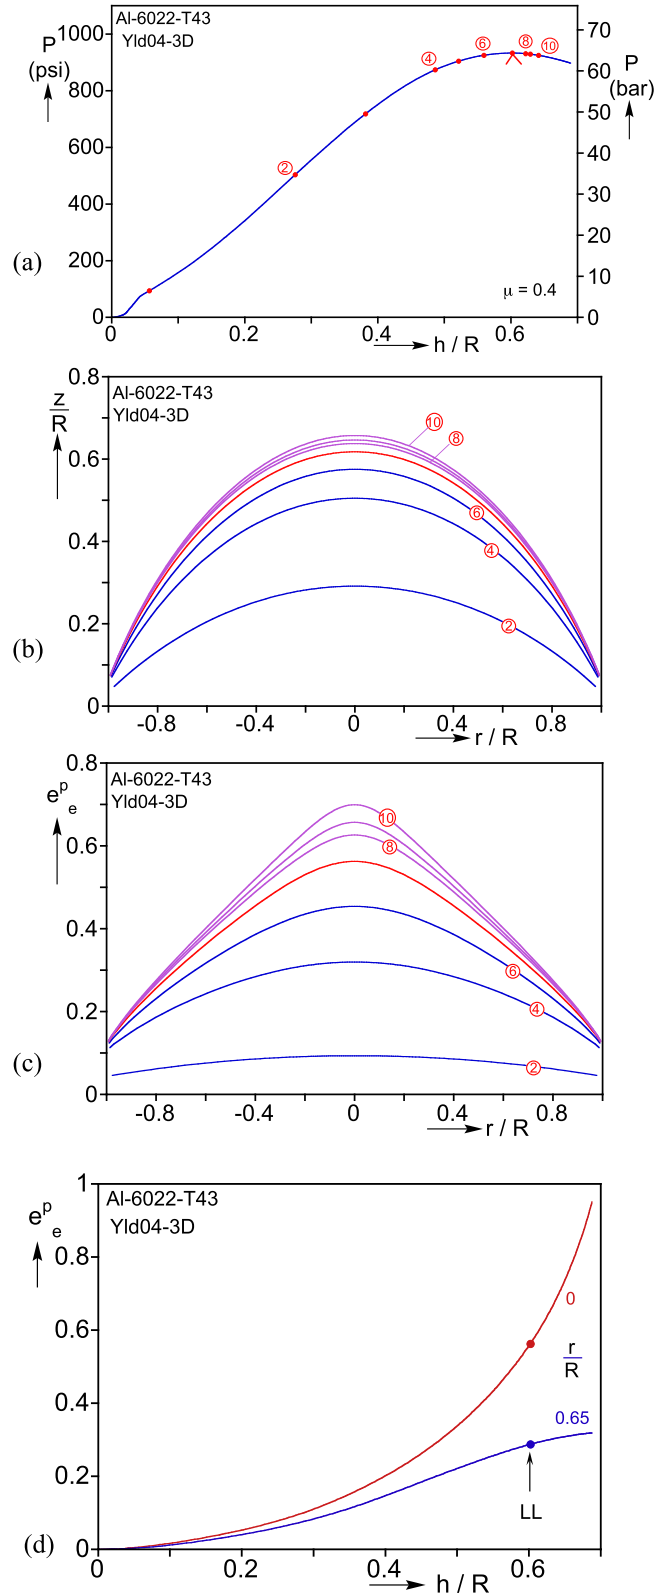 Al-6022-T43
Yld04-3D
P
(psi)
1000
800
600
400
200
0
P
(bar)
70
60
50
40
30
20
10
0
2
4
6
8
10
μ = 0.4
0
0.2
0.4
0.6
h / R
(a)
Al-6022-T43
Yld04-3D
z
R
0.8
0.6
0.4
0.2
0
10
8
6
4
2
-0.8
-0.4
0
0.4
0.8
r / R
(b)
Al-6022-T43
Yld04-3D
e^p_e
0.8
0.6
0.4
0.2
0
10
8
6
4
2
-0.8
-0.4
0
0.4
0.8
r / R
(c)
Al-6022-T43
Yld04-3D
e^p_e
1
0.8
0.6
0.4
0.2
0
0
r
R
0.65
LL
0
0.2
0.4
0.6
h / R
(d)